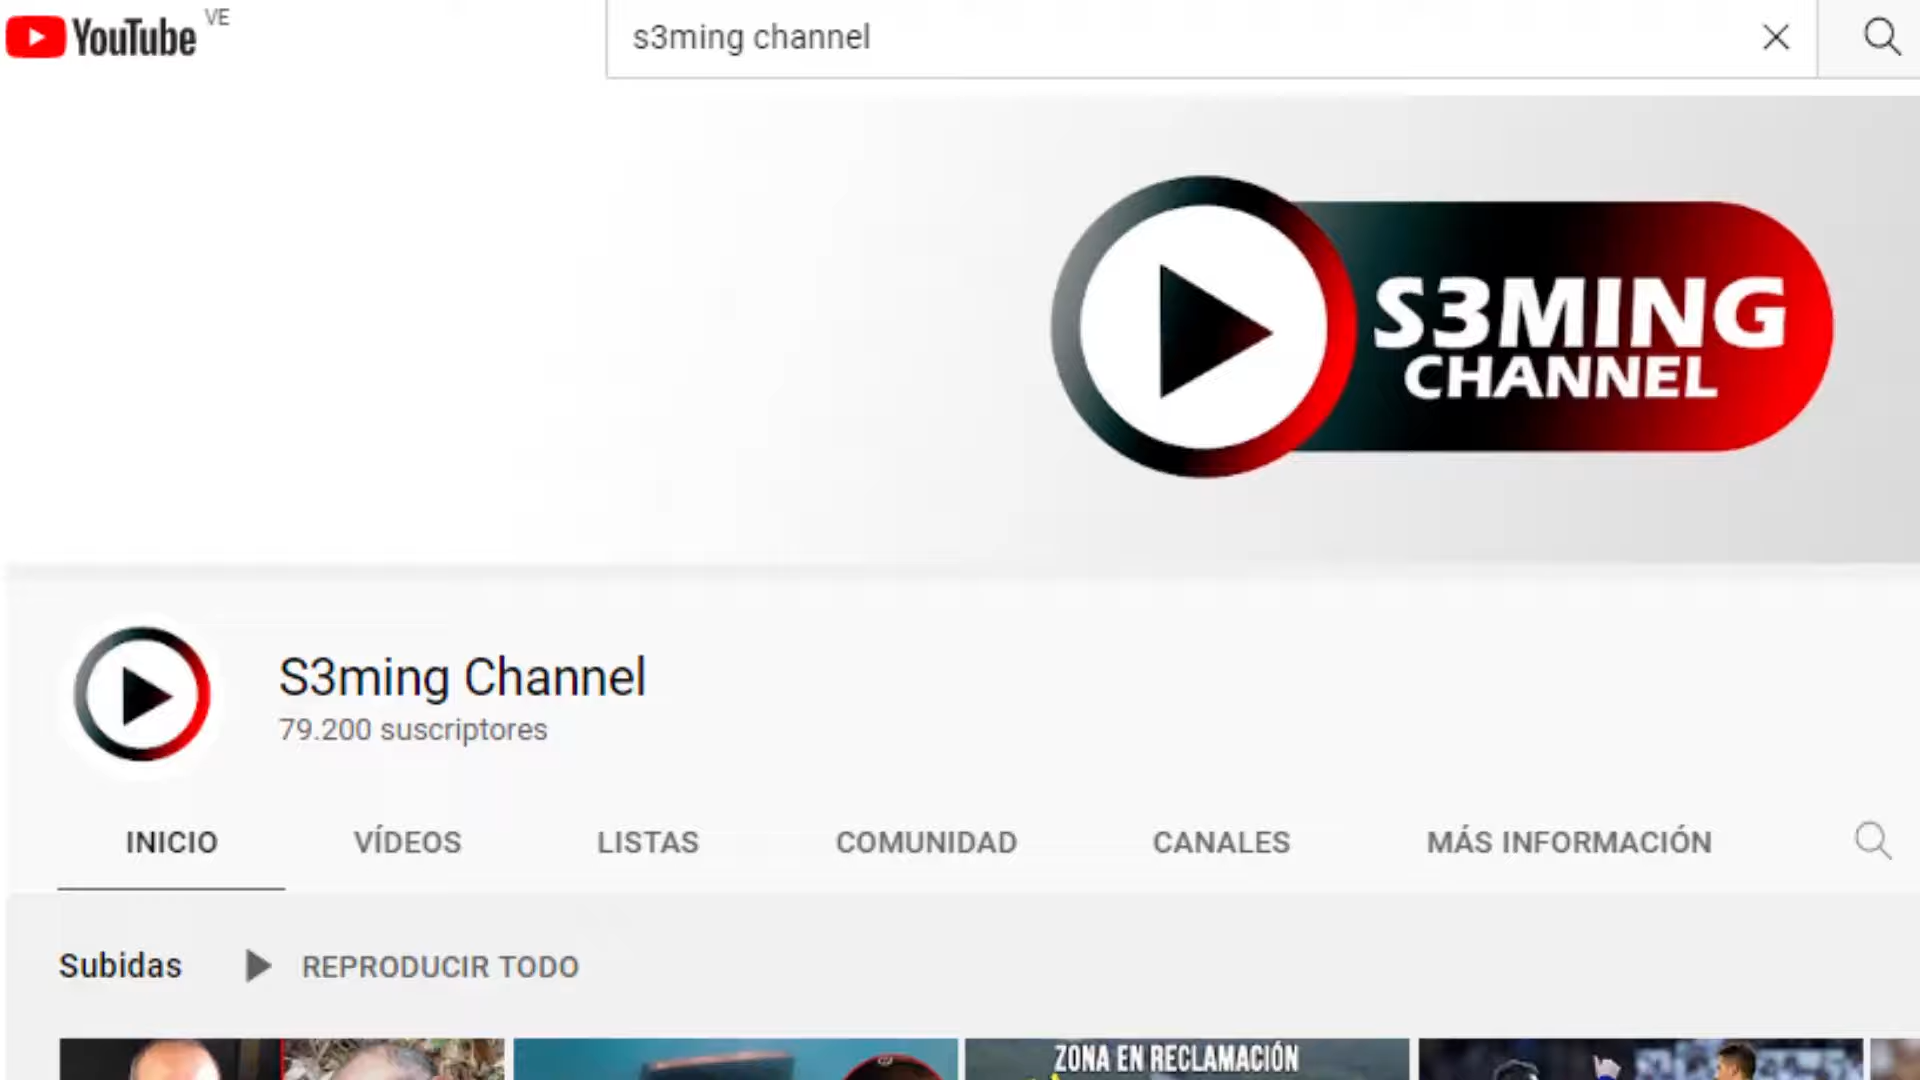 YouTube VE
s3ming channel
S3MING
CHANNEL
S3ming Channel
79.200 suscriptores
INICIO VÍDEOS LISTAS COMUNIDAD CANALES MÁS INFORMACIÓN
Subidas REPRODUCIR TODO
ZONA EN RECLAMACIÓN